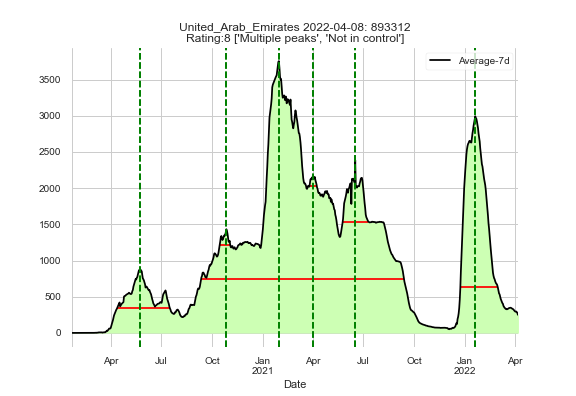 United_Arab_Emirates 2022-04-08: 893312
Rating:8 ['Multiple peaks', 'Not in control']
Average-7d
3500
3000
2500
2000
1500
1000
500
0
Apr Jul Oct Jan Apr Jul Oct Jan Apr
2021 2022
Date